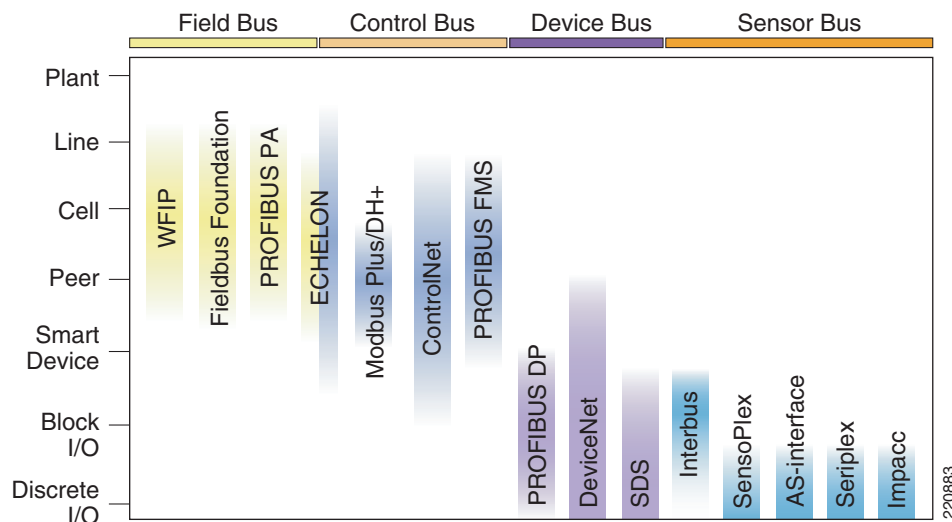 Field Bus
Control Bus
Device Bus
Sensor Bus
Plant
Line
Cell
Peer
Smart
Device
Block
I/O
Discrete
I/O
WFIP
Fieldbus Foundation
PROFIBUS PA
ECHELON
Modbus Plus/DH+
ControlNet
PROFIBUS FMS
PROFIBUS DP
DeviceNet
SDS
Interbus
SensoPlex
AS-interface
Seriplex
Impacc
220883